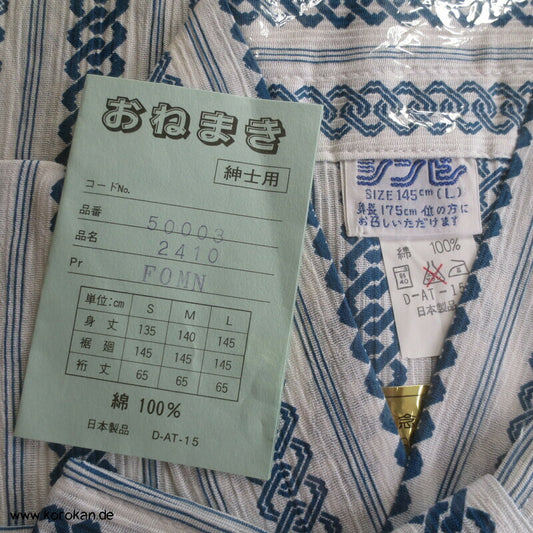 おねまき
紳士用
コードNo.
品番 50003
品名 2410
Pr FOMN
単位:cm S M L
身丈 135 140 145
裾廻 145 145 145
裄丈 65 65 65
綿 100%
日本製品 D-AT-15
SIZE 145cm(L)
身長175cm位の方に
お召しいただけます
綿 100%
D-AT-15
日本製品
www.korokan.de